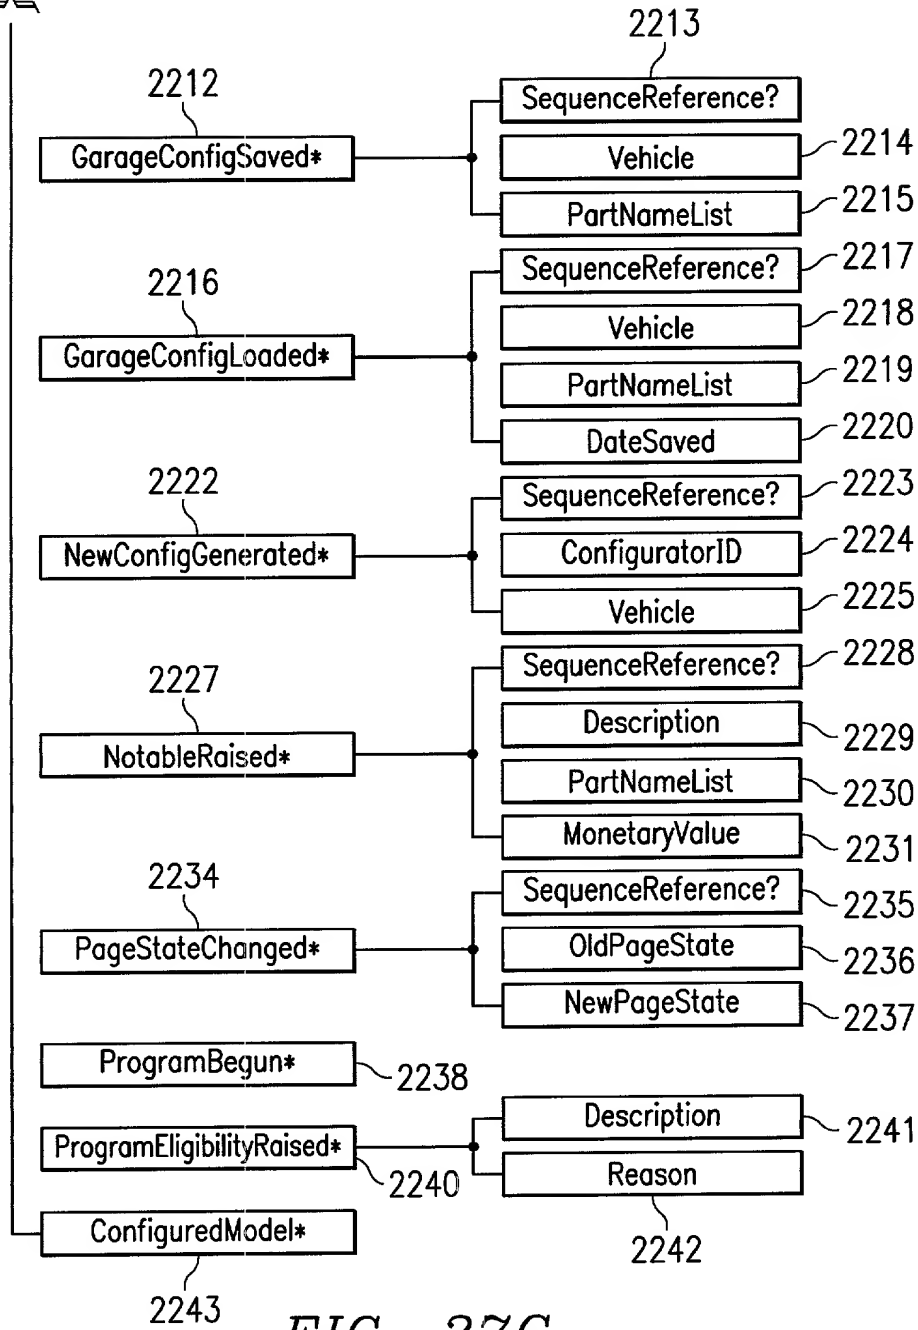 2213
2212
SequenceReference?
GarageConfigSaved*
Vehicle
2214
PartNameList
2215
2216
SequenceReference?
2217
Vehicle
2218
GarageConfigLoaded*
PartNameList
2219
DateSaved
2220
2222
SequenceReference?
2223
NewConfigGenerated*
ConfiguratorID
2224
Vehicle
2225
2227
SequenceReference?
2228
Description
2229
NotableRaised*
PartNameList
2230
MonetaryValue
2231
2234
SequenceReference?
2235
PageStateChanged*
OldPageState
2236
NewPageState
2237
ProgramBegun*
2238
Description
2241
ProgramEligibilityRaised*
2240
Reason
2242
ConfiguredModel*
2243